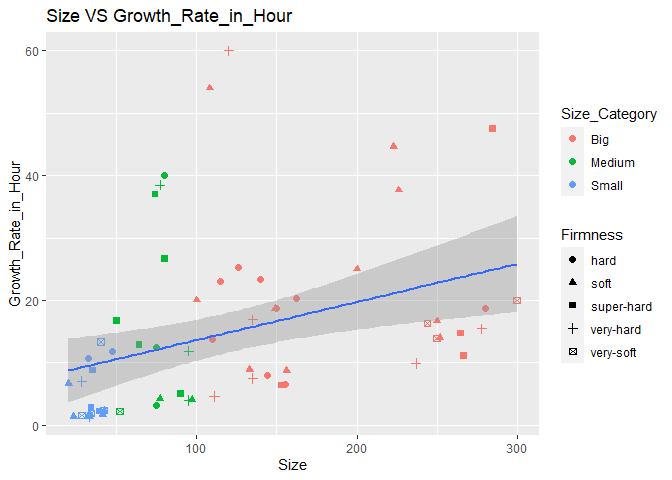 Size VS Growth_Rate_in_Hour
Growth_Rate_in_Hour
60
40
20
0
100
200
300
Size
Size_Category
Big
Medium
Small
Firmness
hard
soft
super-hard
very-hard
very-soft